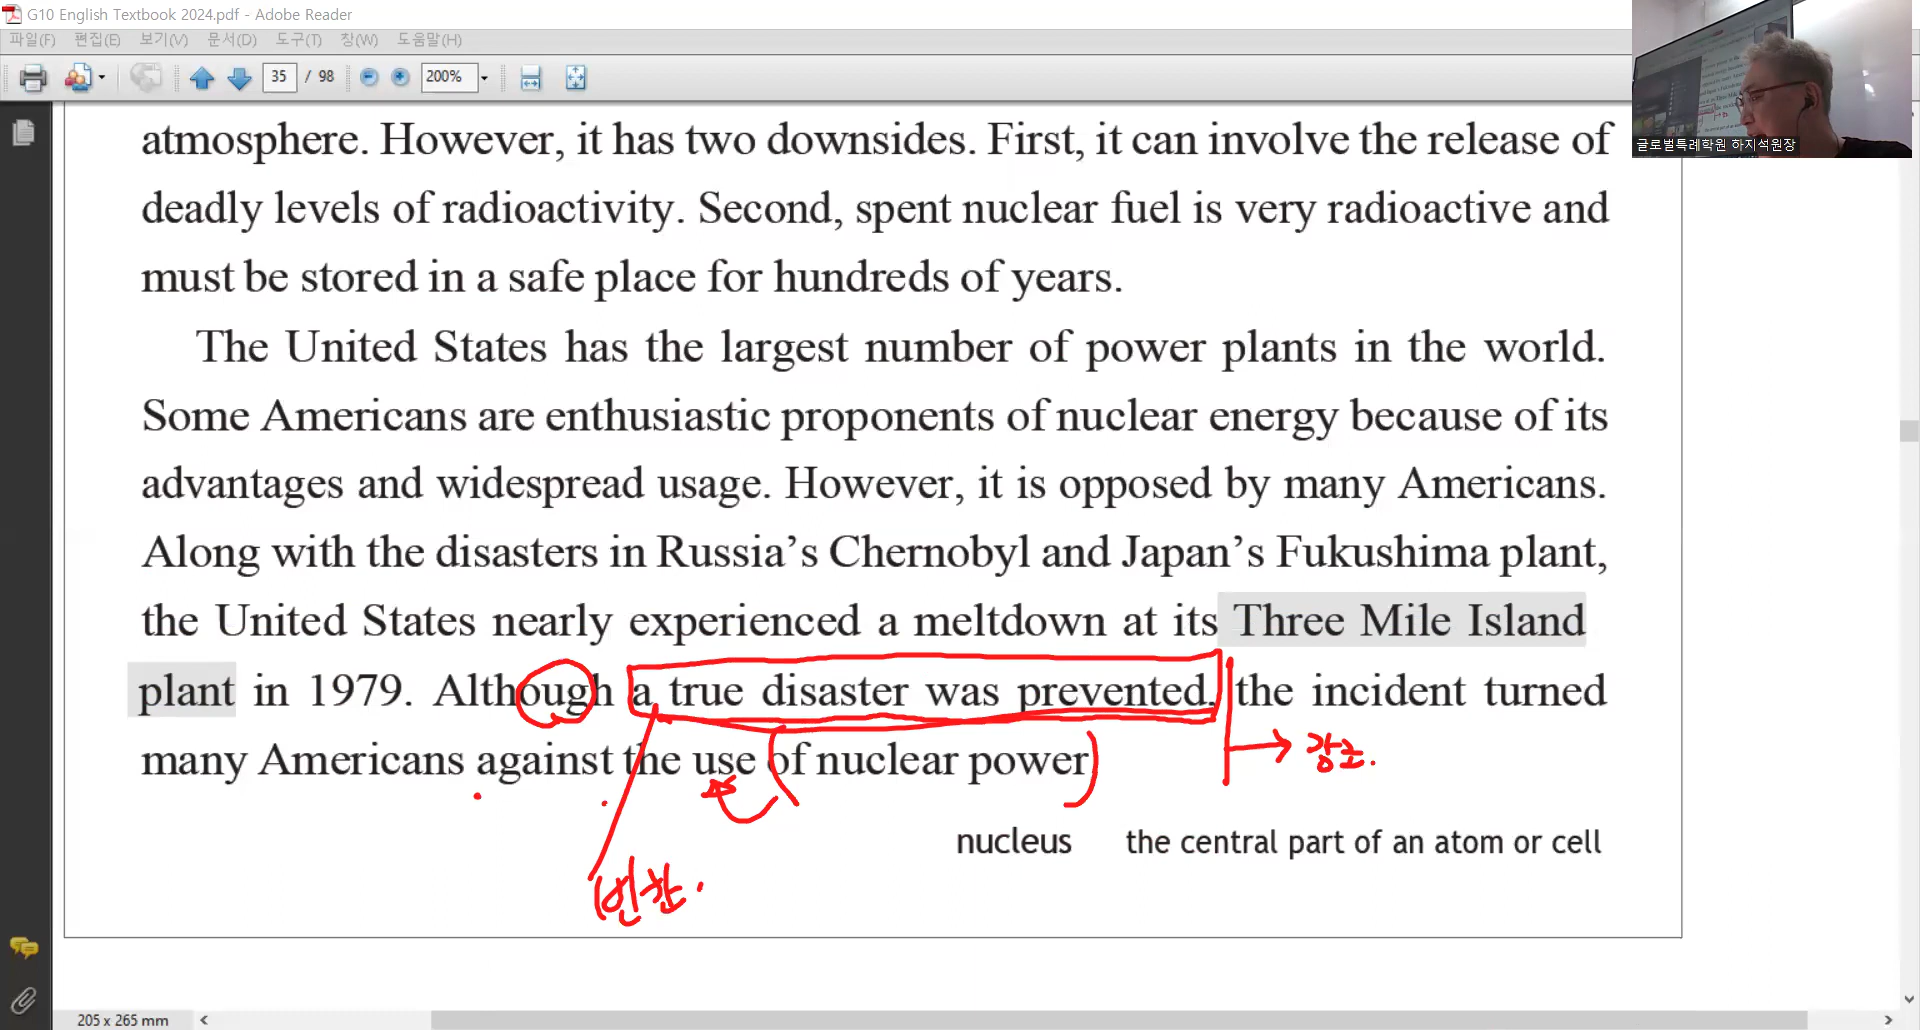 G10 English Textbook 2024.pdf - Adobe Reader
파일(F) 편집(E) 보기(V) 문서(D) 도구(T) 창(W) 도움말(H)
35 / 98 200%
글로벌특례학원 하지석원장
atmosphere. However, it has two downsides. First, it can involve the release of
deadly levels of radioactivity. Second, spent nuclear fuel is very radioactive and
must be stored in a safe place for hundreds of years.
The United States has the largest number of power plants in the world.
Some Americans are enthusiastic proponents of nuclear energy because of its
advantages and widespread usage. However, it is opposed by many Americans.
Along with the disasters in Russia’s Chernobyl and Japan’s Fukushima plant,
the United States nearly experienced a meltdown at its Three Mile Island
plant in 1979. Although a true disaster was prevented, the incident turned
many Americans against the use of nuclear power
강조.
nucleus the central part of an atom or cell
205 x 265 mm